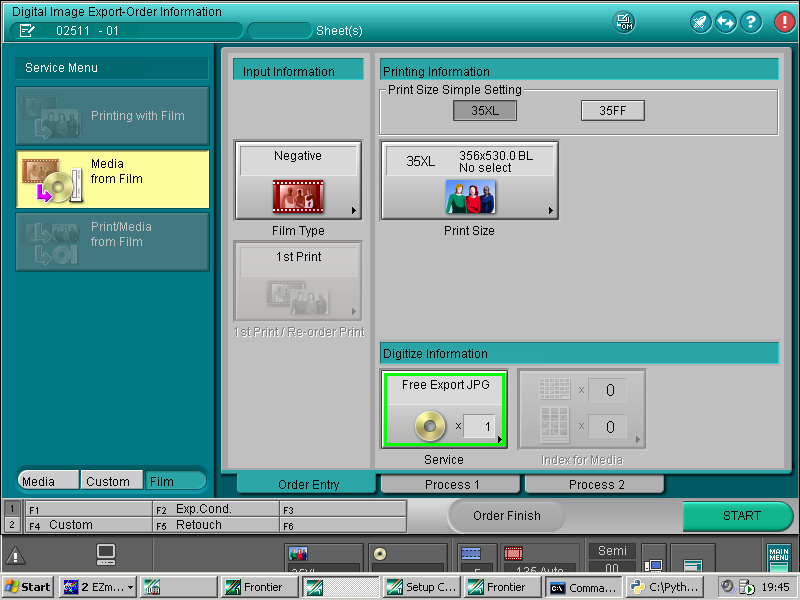 Digital Image Export-Order Information
02511 - 01
Sheet(s)
DM
?
!
Service Menu
Printing with Film
Media
from Film
Print/Media
from Film
Media
Custom
Film
Input Information
Negative
Film Type
1st Print
1st Print / Re-order Print
Printing Information
Print Size Simple Setting
35XL
35FF
35XL
356x530.0 BL
No select
Print Size
Digitize Information
Free Export JPG
x 1
Service
x 0
x 0
Index for Media
Order Entry
Process 1
Process 2
1 F1
F2 Exp.Cond.
F3
2 F4 Custom
F5 Retouch
F6
Order Finish
START
Semi
00
135 Auto
MAIN
MENU
Start
2 EZm...
Frontier
Setup C...
Frontier
Comma...
C:\Pyth...
19:45